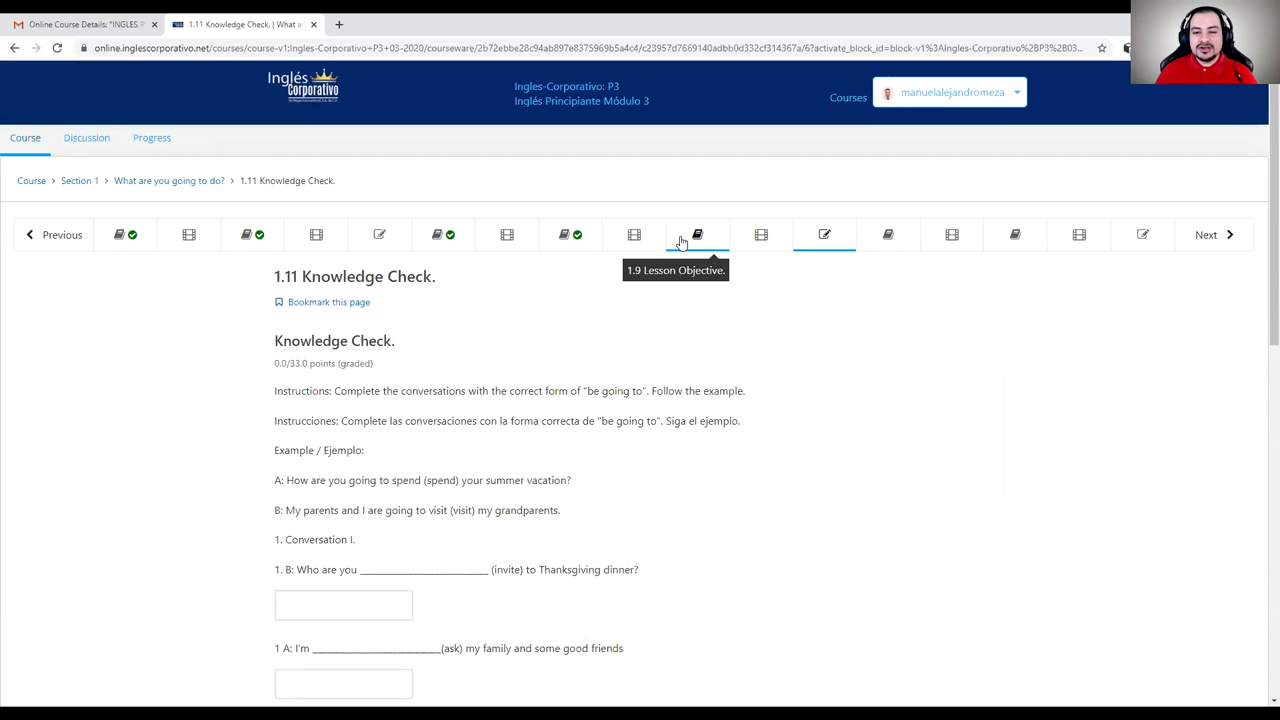 Online Course Details: "INGLES P
1.11 Knowledge Check. | What a
online.inglescorporativo.net/courses/course-v1:Ingles-Corporativo+P3+03-2020/courseware/2b72ebbe28c94ab897e8375969b5a4c4/c23957d7669140adbb0d332cf314367a/6?activate_block_id=block-v1%3AIngles-Corporativo%2BP3%2B03...
Inglés
Corporativo
Ingles-Corporativo: P3
Inglés Principiante Módulo 3
Courses
manuelalejandromeza
Course
Discussion
Progress
Course > Section 1 > What are you going to do? > 1.11 Knowledge Check.
Previous
Next
1.9 Lesson Objective.
1.11 Knowledge Check.
Bookmark this page
Knowledge Check.
0.0/33.0 points (graded)
Instructions: Complete the conversations with the correct form of "be going to". Follow the example.
Instrucciones: Complete las conversaciones con la forma correcta de "be going to". Siga el ejemplo.
Example / Ejemplo:
A: How are you going to spend (spend) your summer vacation?
B: My parents and I are going to visit (visit) my grandparents.
1. Conversation I.
1. B: Who are you __________________________ (invite) to Thanksgiving dinner?
1 A: I'm __________________________(ask) my family and some good friends